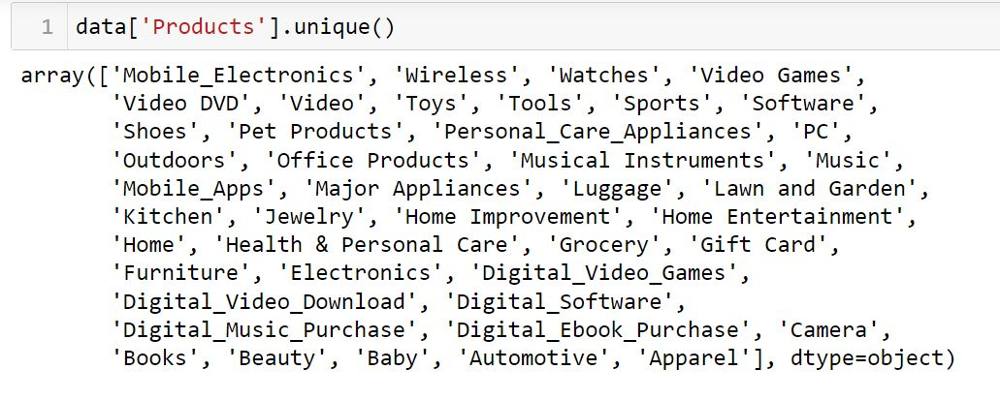 1 data['Products'].unique()
array(['Mobile_Electronics', 'Wireless', 'Watches', 'Video Games',
'Video DVD', 'Video', 'Toys', 'Tools', 'Sports', 'Software',
'Shoes', 'Pet Products', 'Personal_Care_Appliances', 'PC',
'Outdoors', 'Office Products', 'Musical Instruments', 'Music',
'Mobile_Apps', 'Major Appliances', 'Luggage', 'Lawn and Garden',
'Kitchen', 'Jewelry', 'Home Improvement', 'Home Entertainment',
'Home', 'Health & Personal Care', 'Grocery', 'Gift Card',
'Furniture', 'Electronics', 'Digital_Video_Games',
'Digital_Video_Download', 'Digital_Software',
'Digital_Music_Purchase', 'Digital_Ebook_Purchase', 'Camera',
'Books', 'Beauty', 'Baby', 'Automotive', 'Apparel'], dtype=object)